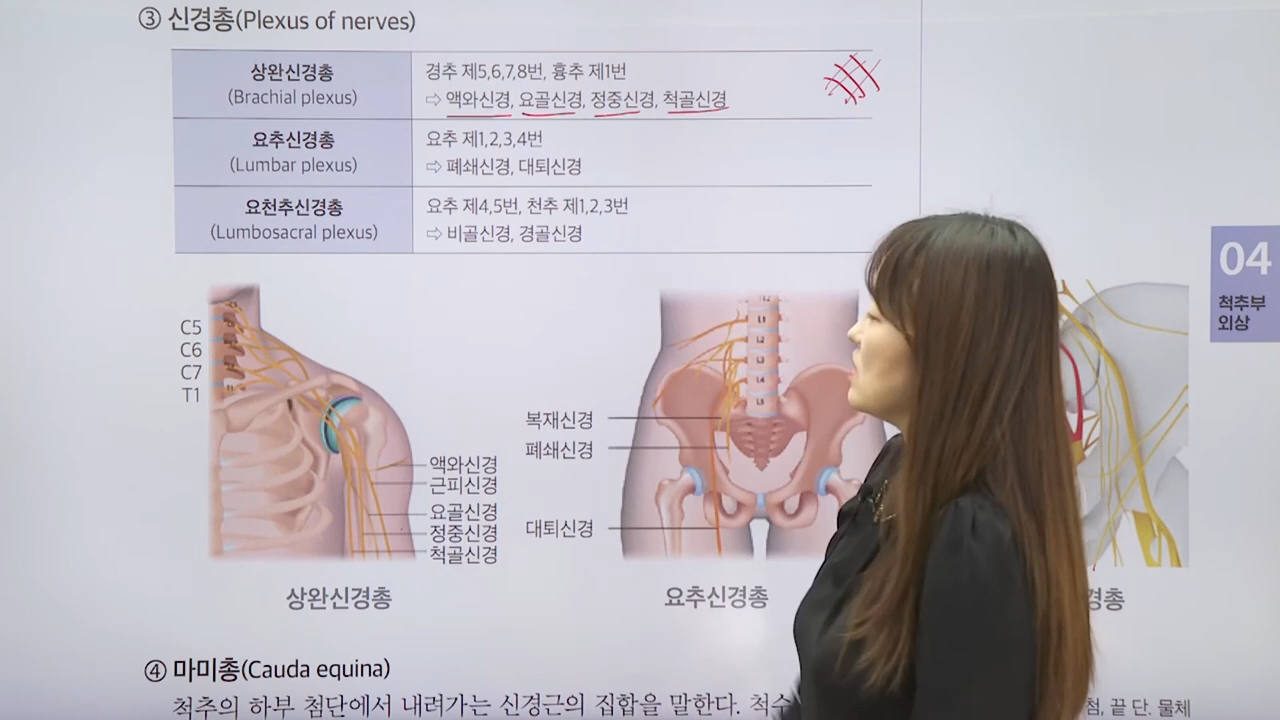 ③ 신경총(Plexus of nerves)
상완신경총
(Brachial plexus)
경추 제5,6,7,8번, 흉추 제1번
⇨ 액와신경, 요골신경, 정중신경, 척골신경
요추신경총
(Lumbar plexus)
요추 제1,2,3,4번
⇨ 폐쇄신경, 대퇴신경
요천추신경총
(Lumbosacral plexus)
요추 제4,5번, 천추 제1,2,3번
⇨ 비골신경, 경골신경
04
척추부
외상
C5
C6
C7
T1
액와신경
근피신경
요골신경
정중신경
척골신경
상완신경총
L1
L2
L3
L4
L5
복재신경
폐쇄신경
대퇴신경
요추신경총
경총
④ 마미총(Cauda equina)
척추의 하부 첨단에서 내려가는 신경근의 집합을 말한다. 척수
첨, 끝 단. 물체